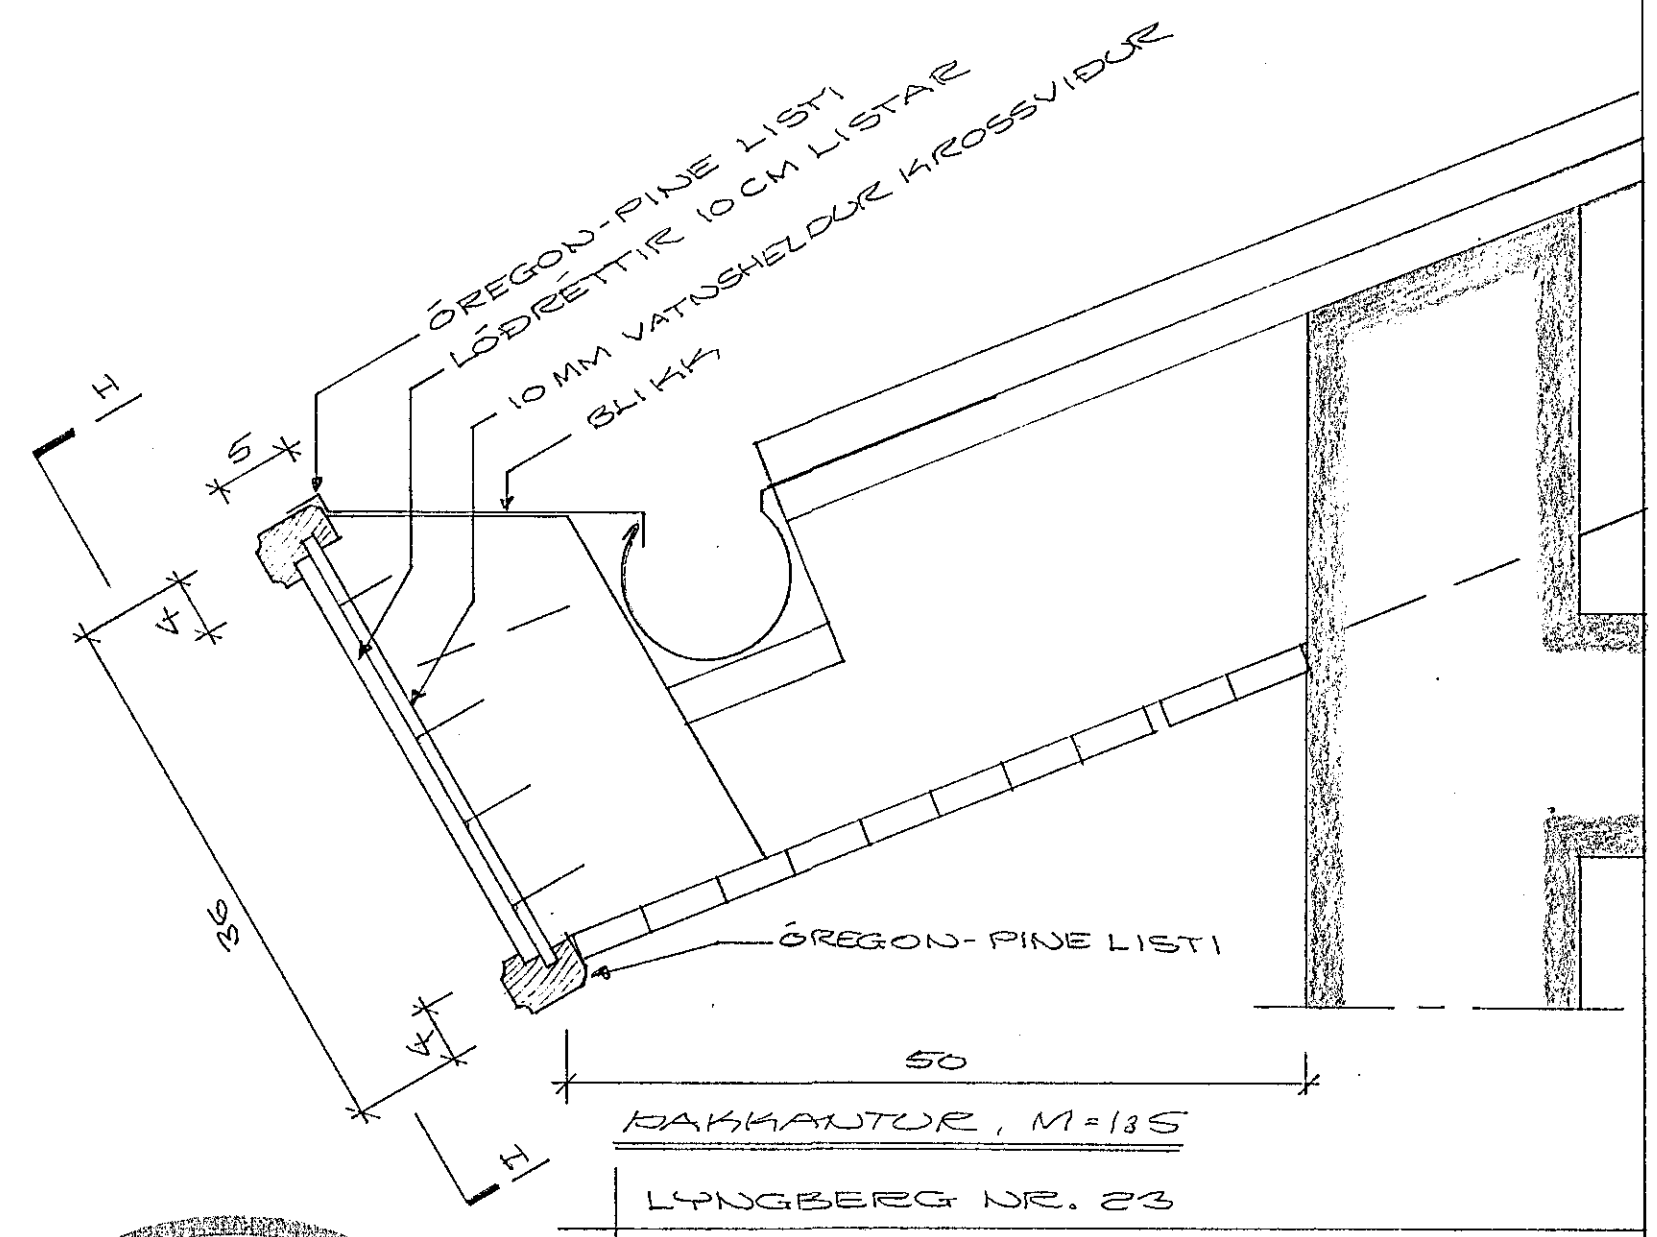 ÓREGON-PINE LISTI
LÓÐRÉTTIR 10 CM LISTAR
10 MM VATNSHELDUR KROSSVIÐUR
BLIKK
H
5
4
36
4
ÓREGON-PINE LISTI
50
H
ÞAKKANTUR, M=1:5
LYNGBERG NR. 23